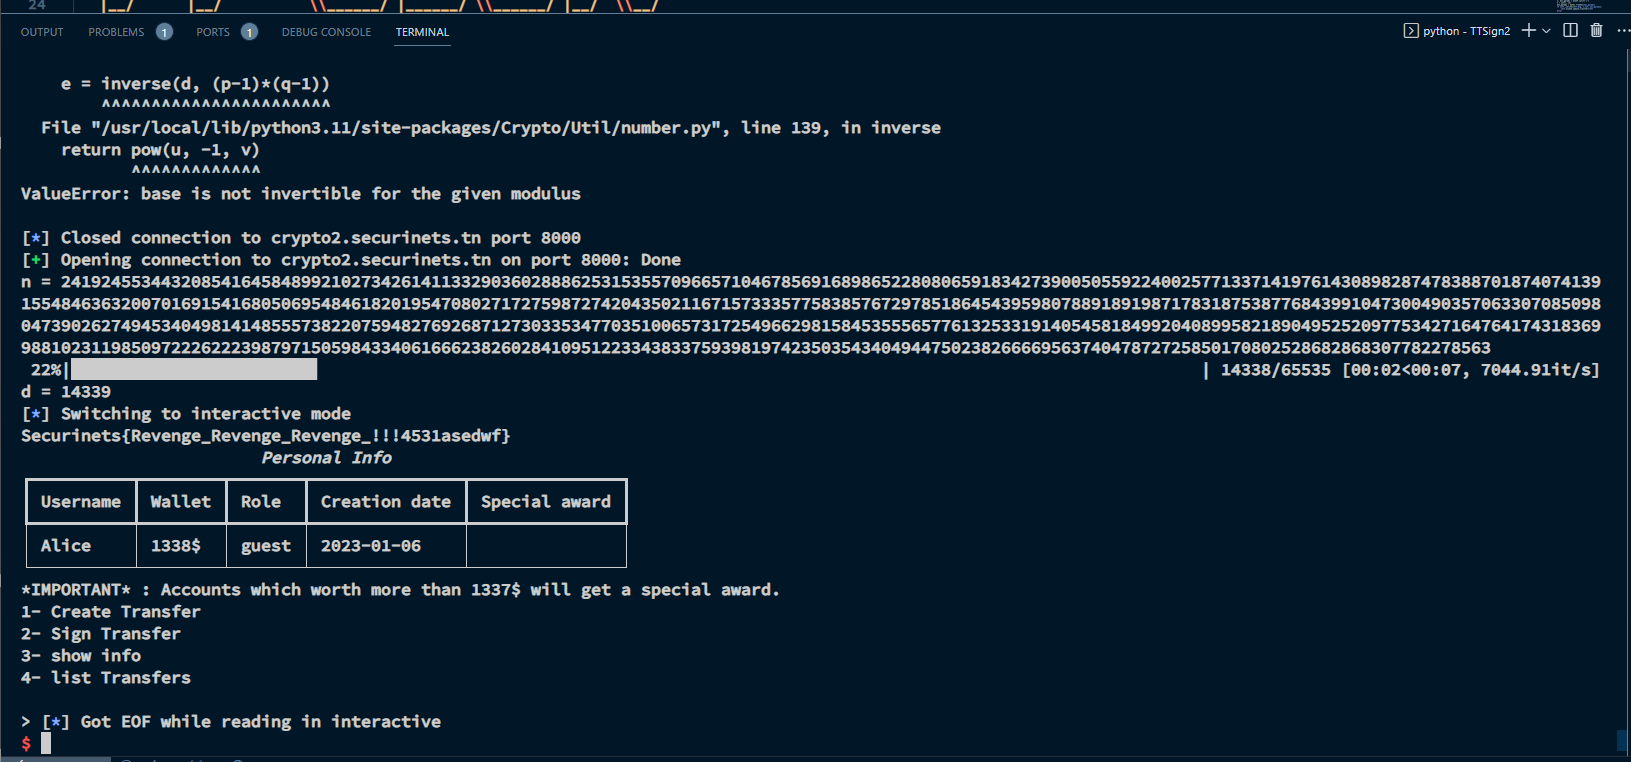 24
OUTPUT PROBLEMS 1 PORTS 1 DEBUG CONSOLE TERMINAL python - TTSign2
e = inverse(d, (p-1)*(q-1))
^^^^^^^^^^^^^^^^^^^^^^^
File "/usr/local/lib/python3.11/site-packages/Crypto/Util/number.py", line 139, in inverse
return pow(u, -1, v)
^^^^^^^^^^^^^
ValueError: base is not invertible for the given modulus
[*] Closed connection to crypto2.securinets.tn port 8000
[+] Opening connection to crypto2.securinets.tn on port 8000: Done
n = 2419245534432085416458489921027342614113329036028886253153557096657104678569168986522808065918342739005055922400257713371419761430898287478388701874074139
15548463632007016915416805069548461820195470802717275987274204350211671573335775838576729785186454395980788918919871783187538776843991047300490357063307085098
04739026274945340498141485557382207594827692687127303353477035100657317254966298158453555657761325331914054581849920408995821890495252097753427164764174318369
9881023119850972226222398797150598433406166623826028410951223343833759398197423503543404944750238266669563740478727258501708025286828683077822 78563
22%| | 14338/65535 [00:02<00:07, 7044.91it/s]
d = 14339
[*] Switching to interactive mode
Securinets{Revenge_Revenge_Revenge_!!!4531asedwf}
Personal Info
Username Wallet Role Creation date Special award
Alice 1338$ guest 2023-01-06
*IMPORTANT* : Accounts which worth more than 1337$ will get a special award.
1- Create Transfer
2- Sign Transfer
3- show info
4- list Transfers
> [*] Got EOF while reading in interactive
$